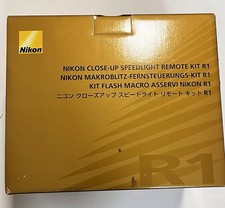 Nikon
NIKON CLOSE-UP SPEEDLIGHT REMOTE KIT R1
NIKON MAKROBLITZ-FERNSTEUERUNGS-KIT R1
KIT FLASH MACRO ASSERVI NIKON R1
ニコン クローズアップ スピードライト リモート キット R1
R1